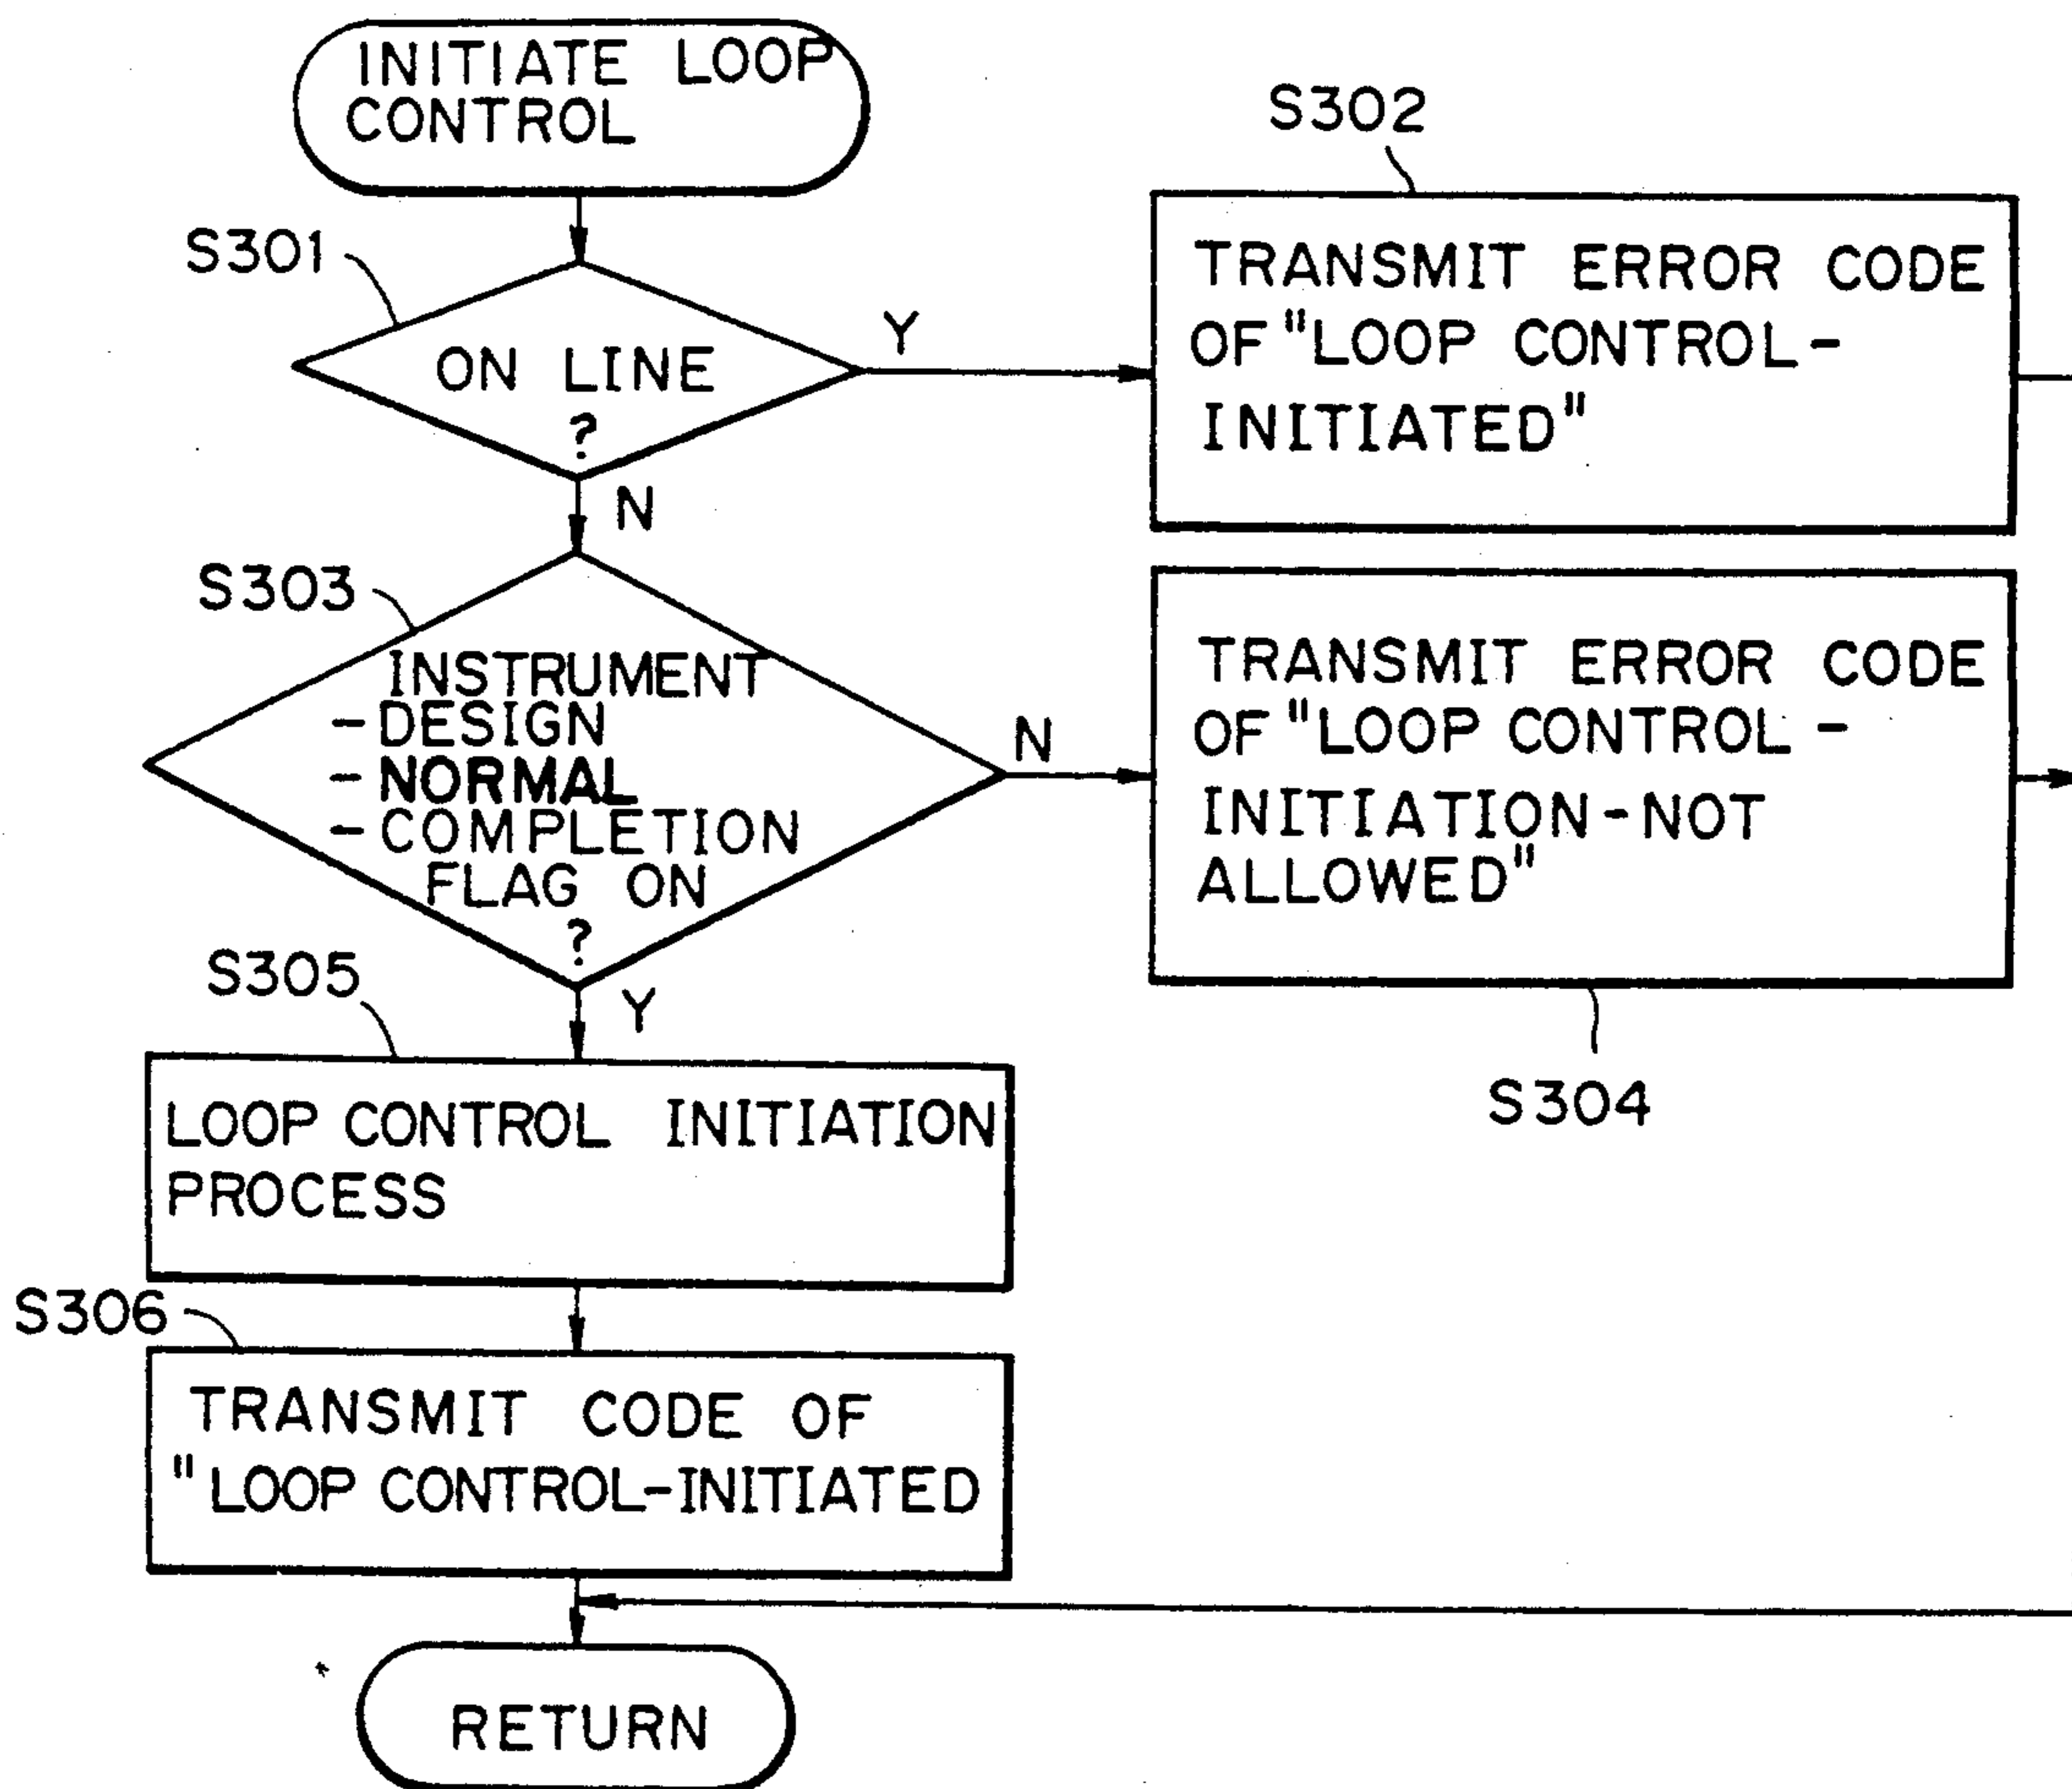 INITIATE LOOP
CONTROL
S301
ON LINE
?
Y
N
S302
TRANSMIT ERROR CODE
OF "LOOP CONTROL-
INITIATED"
S303
INSTRUMENT
-DESIGN
-NORMAL
-COMPLETION
FLAG ON
?
N
Y
TRANSMIT ERROR CODE
OF "LOOP CONTROL-
INITIATION-NOT
ALLOWED"
S304
S305
LOOP CONTROL INITIATION
PROCESS
S306
TRANSMIT CODE OF
"LOOP CONTROL-INITIATED
RETURN